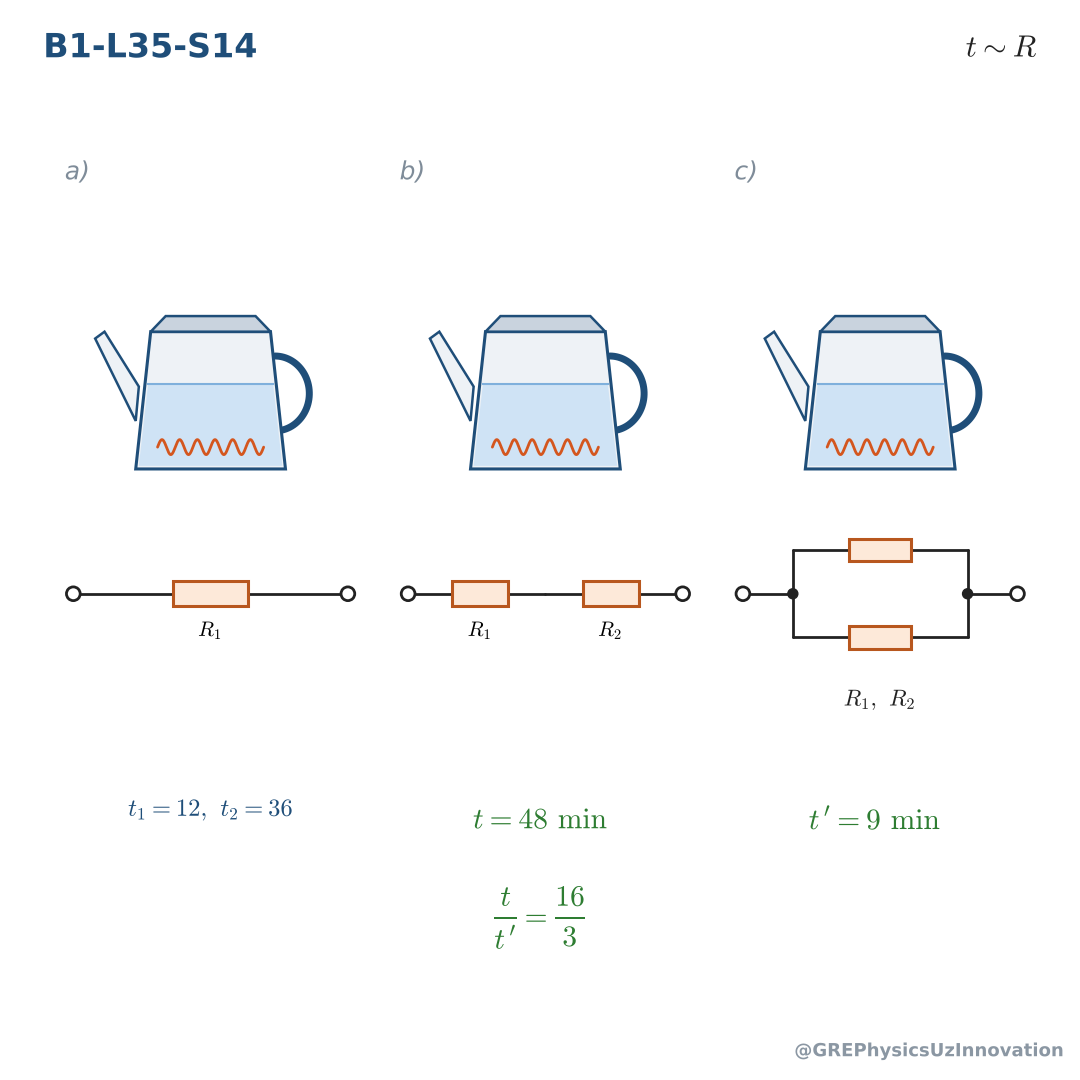 B1-L35-S14
t ∼ R
a)
b)
c)
R₁
R₁
R₂
R₁, R₂
t₁ = 12, t₂ = 36
t = 48 min
t′ = 9 min
t/t′ = 16/3
@GREPhysicsUzInnovation